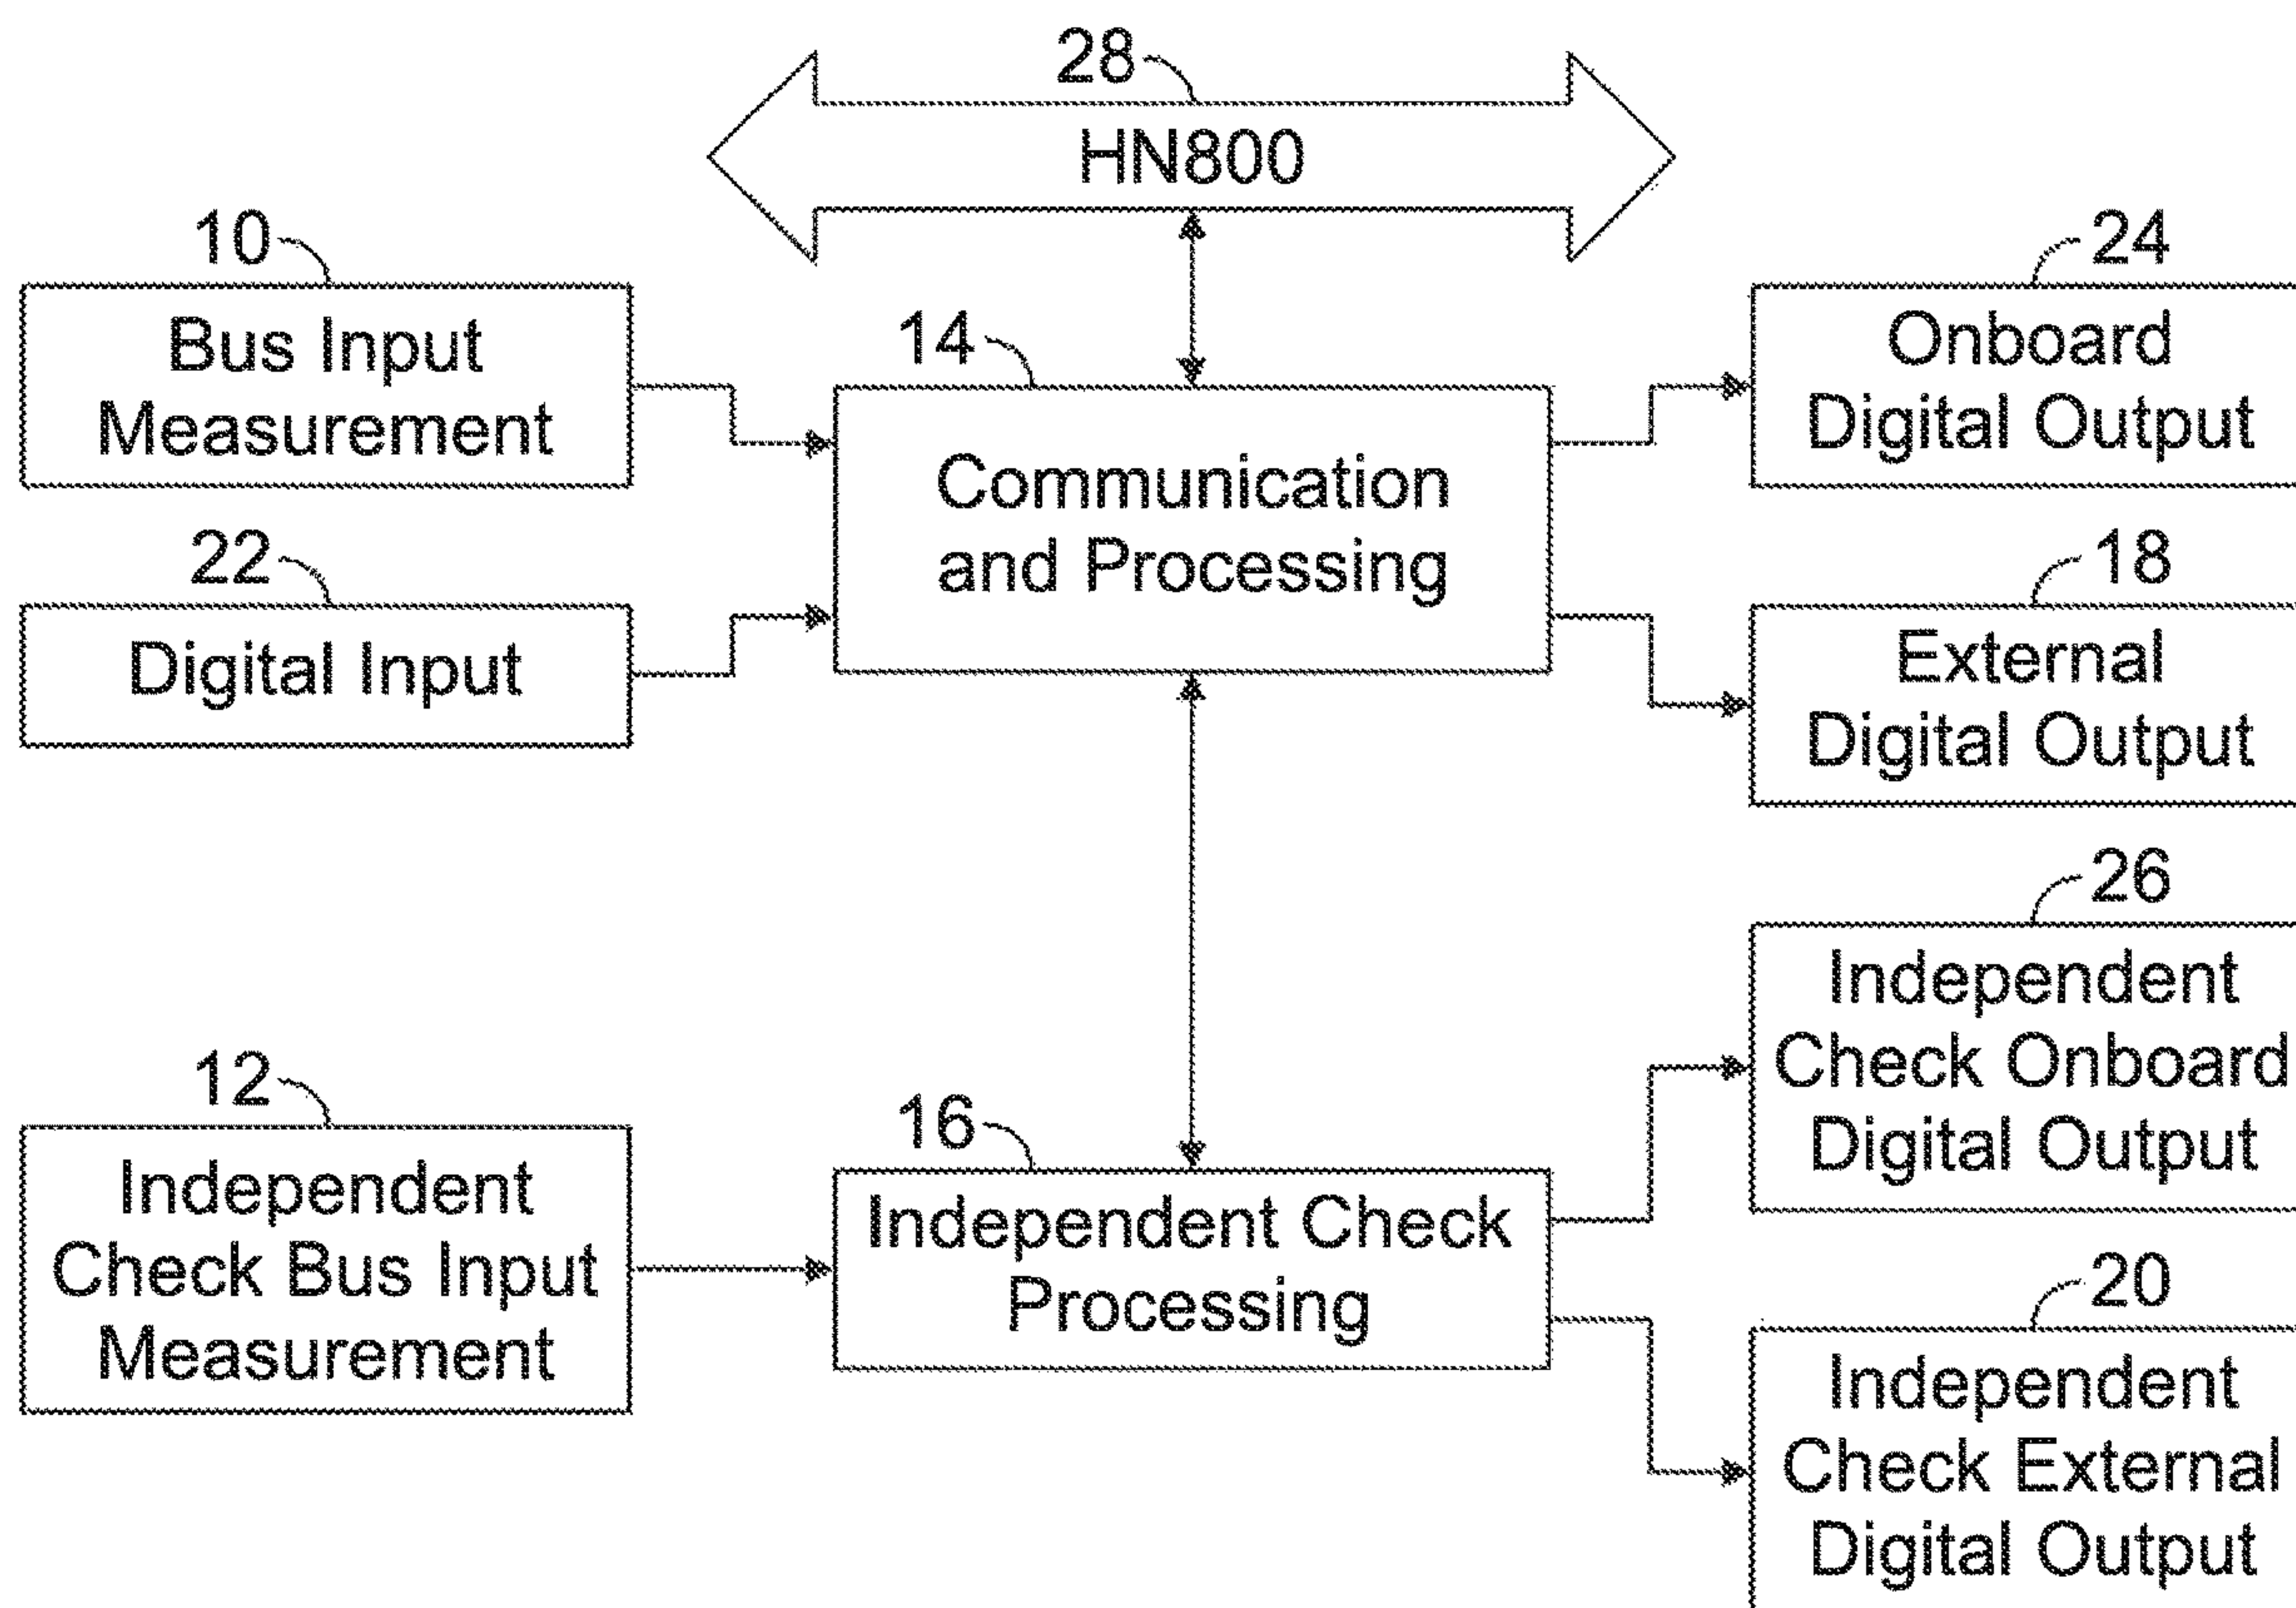 28
HN800
10
Bus Input
Measurement
24
Onboard
Digital Output
14
Communication
and Processing
22
Digital Input
18
External
Digital Output
26
Independent
Check Onboard
Digital Output
12
Independent
Check Bus Input
Measurement
16
Independent Check
Processing
20
Independent
Check External
Digital Output